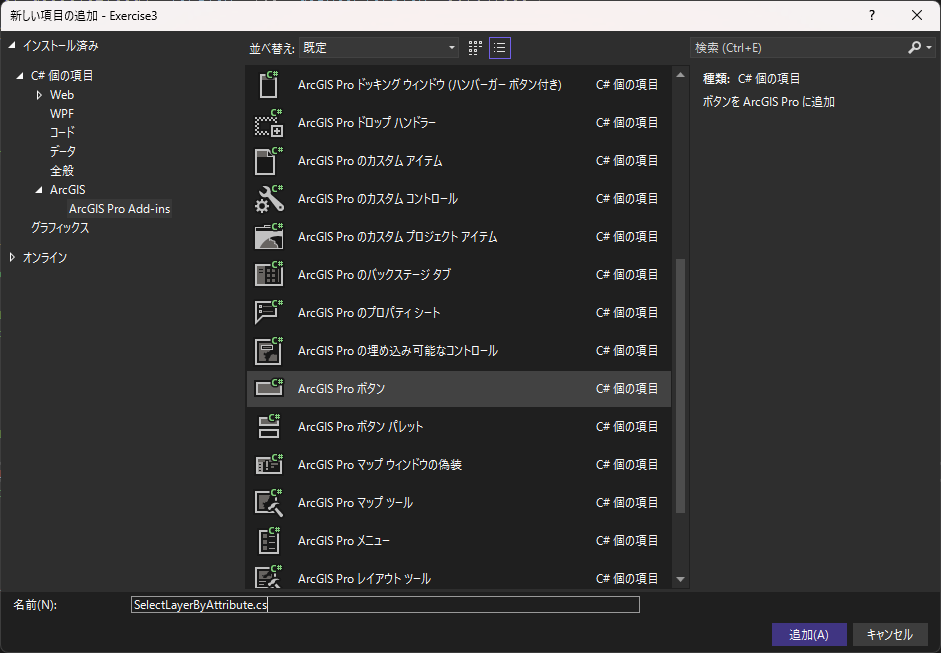 新しい項目の追加 - Exercise3
?
インストール済み
並べ替え: 既定
検索 (Ctrl+E)
C# 個の項目
Web
WPF
コード
データ
全般
ArcGIS
ArcGIS Pro Add-ins
グラフィックス
オンライン
ArcGIS Pro ドッキング ウィンドウ (ハンバーガー ボタン付き) C# 個の項目
ArcGIS Pro ドロップ ハンドラー C# 個の項目
ArcGIS Pro のカスタム アイテム C# 個の項目
ArcGIS Pro のカスタム コントロール C# 個の項目
ArcGIS Pro のカスタム プロジェクト アイテム C# 個の項目
ArcGIS Pro のバックステージ タブ C# 個の項目
ArcGIS Pro のプロパティ シート C# 個の項目
ArcGIS Pro の埋め込み可能なコントロール C# 個の項目
ArcGIS Pro ボタン C# 個の項目
ArcGIS Pro ボタン パレット C# 個の項目
ArcGIS Pro マップ ウィンドウの偽装 C# 個の項目
ArcGIS Pro マップ ツール C# 個の項目
ArcGIS Pro メニュー C# 個の項目
ArcGIS Pro レイアウト ツール C# 個の項目
種類: C# 個の項目
ボタンを ArcGIS Pro に追加
名前(N): SelectLayerByAttribute.cs
追加(A) キャンセル